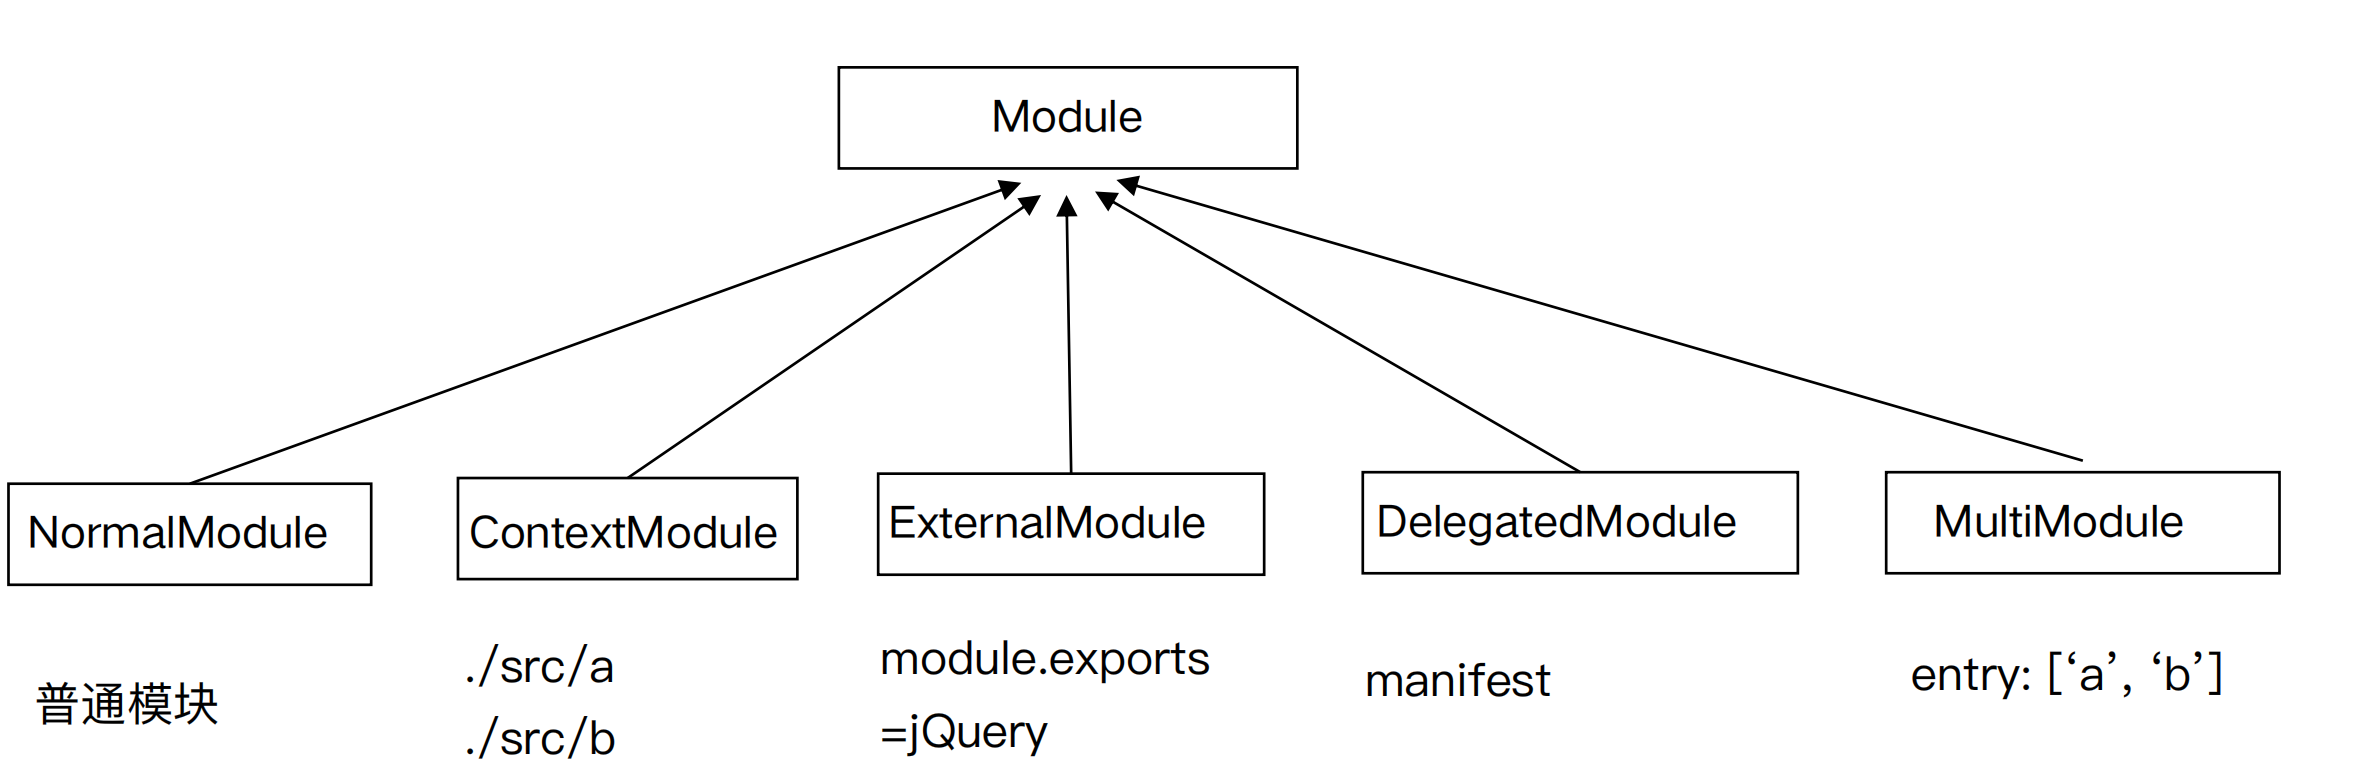 Module
NormalModule
ContextModule
ExternalModule
DelegatedModule
MultiModule
普通模块
./src/a
./src/b
module.exports
=jQuery
manifest
entry: [‘a’, ‘b’]